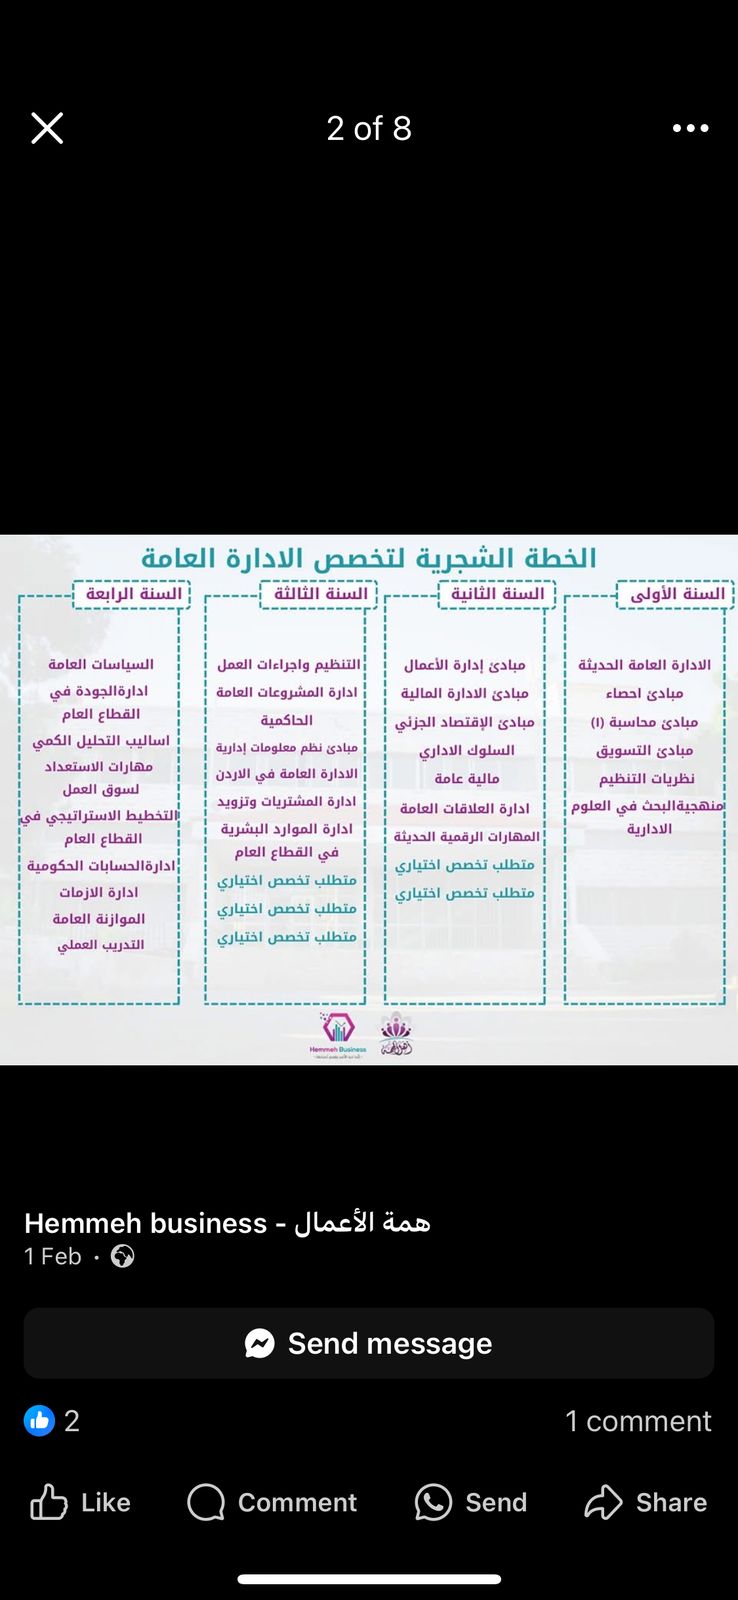 2 of 8
الخطة الشجرية لتخصص الادارة العامة
السنة الأولى
الادارة العامة الحديثة
مبادئ احصاء
مبادئ محاسبة (١)
مبادئ التسويق
نظريات التنظيم
منهجيةالبحث في العلوم
الادارية
السنة الثانية
مبادئ إدارة الأعمال
مبادئ الادارة المالية
مبادئ الإقتصاد الجزئي
السلوك الاداري
مالية عامة
ادارة العلاقات العامة
المهارات الرقمية الحديثة
متطلب تخصص اختياري
متطلب تخصص اختياري
السنة الثالثة
التنظيم واجراءات العمل
ادارة المشروعات العامة
الحاكمية
مبادئ نظم معلومات إدارية
الادارة العامة في الاردن
ادارة المشتريات وتزويد
ادارة الموارد البشرية
في القطاع العام
متطلب تخصص اختياري
متطلب تخصص اختياري
متطلب تخصص اختياري
السنة الرابعة
السياسات العامة
ادارةالجودة في
القطاع العام
اساليب التحليل الكمي
مهارات الاستعداد
لسوق العمل
التخطيط الاستراتيجي في
القطاع العام
ادارةالحسابات الحكومية
ادارة الازمات
الموازنة العامة
التدريب العملي
Hemmeh Business
Hemmeh business - همة الأعمال
1 Feb ·
Send message
2
1 comment
Like
Comment
Send
Share